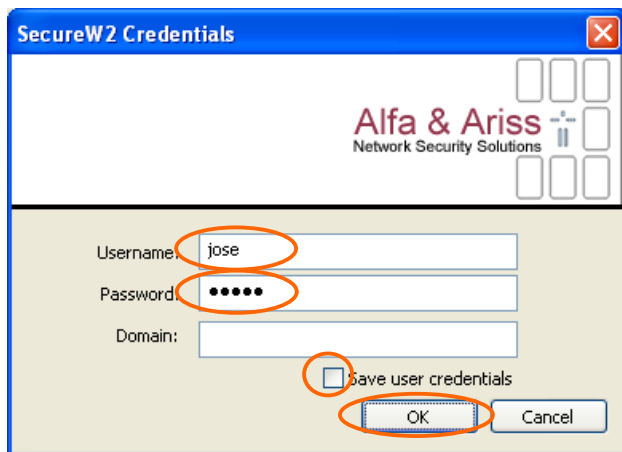 SecureW2 Credentials
Alfa & Ariss
Network Security Solutions
Username: jose
Password: •••••
Domain:
Save user credentials
OK Cancel